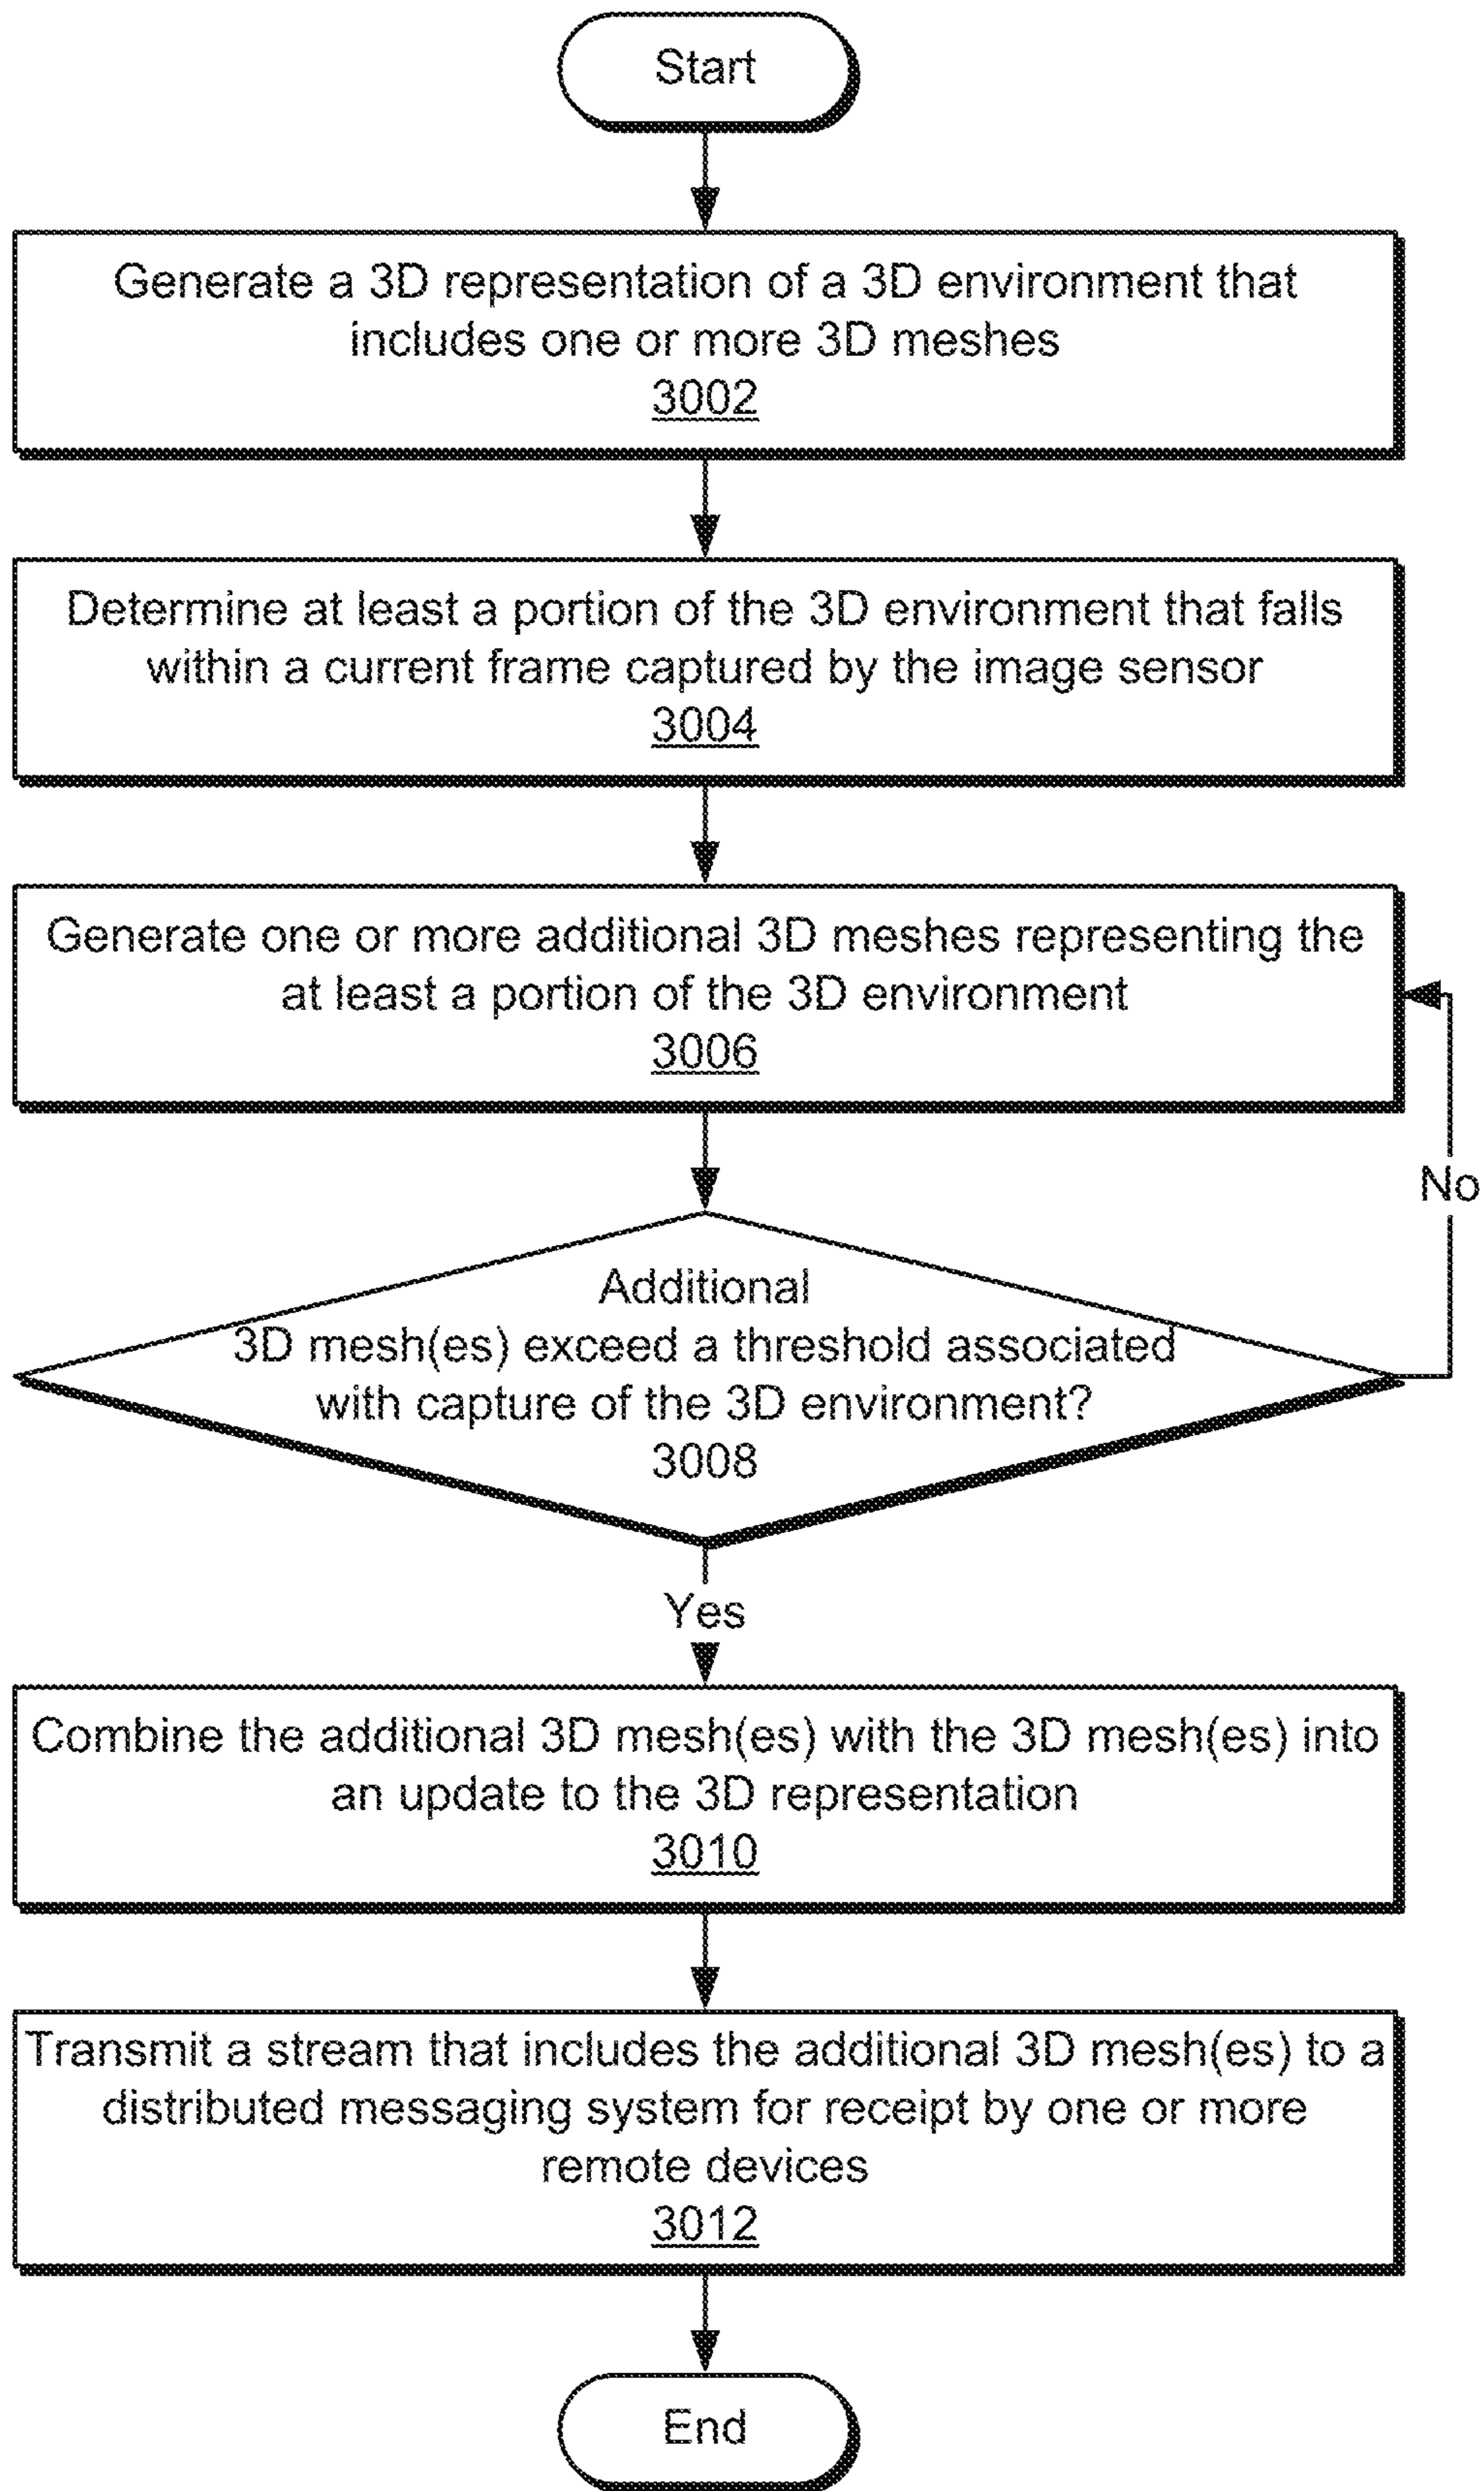 Start
Generate a 3D representation of a 3D environment that
includes one or more 3D meshes
3002
Determine at least a portion of the 3D environment that falls
within a current frame captured by the image sensor
3004
Generate one or more additional 3D meshes representing the
at least a portion of the 3D environment
3006
No
Additional
3D mesh(es) exceed a threshold associated
with capture of the 3D environment?
3008
Yes
Combine the additional 3D mesh(es) with the 3D mesh(es) into
an update to the 3D representation
3010
Transmit a stream that includes the additional 3D mesh(es) to a
distributed messaging system for receipt by one or more
remote devices
3012
End